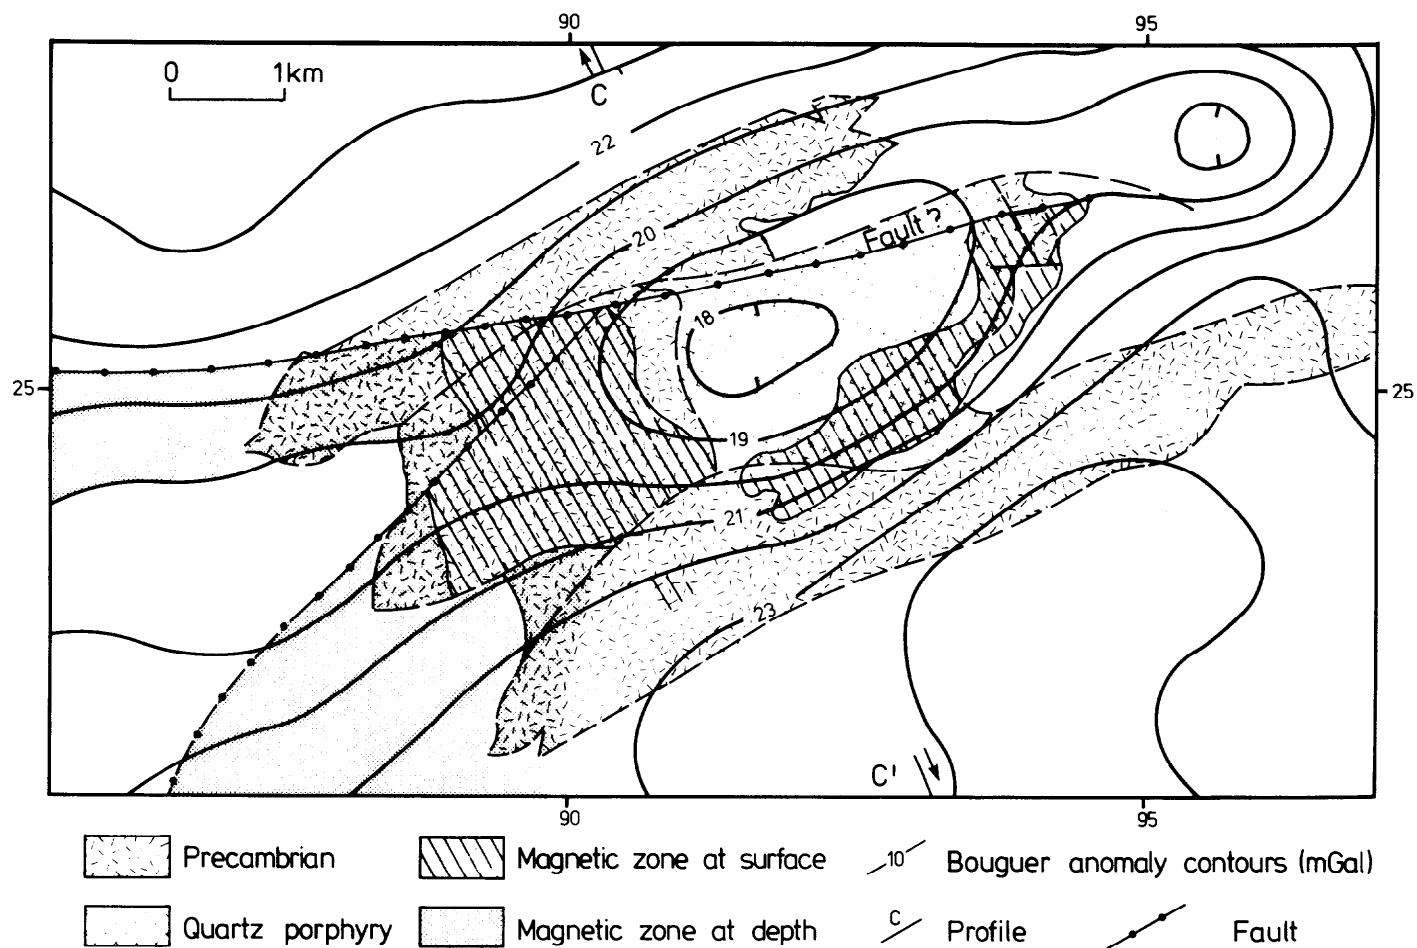 90 95
0 1km
C
22
20
Fault ?
18
25 25
19
21
23
C'
90 95
Precambrian Magnetic zone at surface 10 Bouguer anomaly contours (mGal)
Quartz porphyry Magnetic zone at depth C Profile Fault